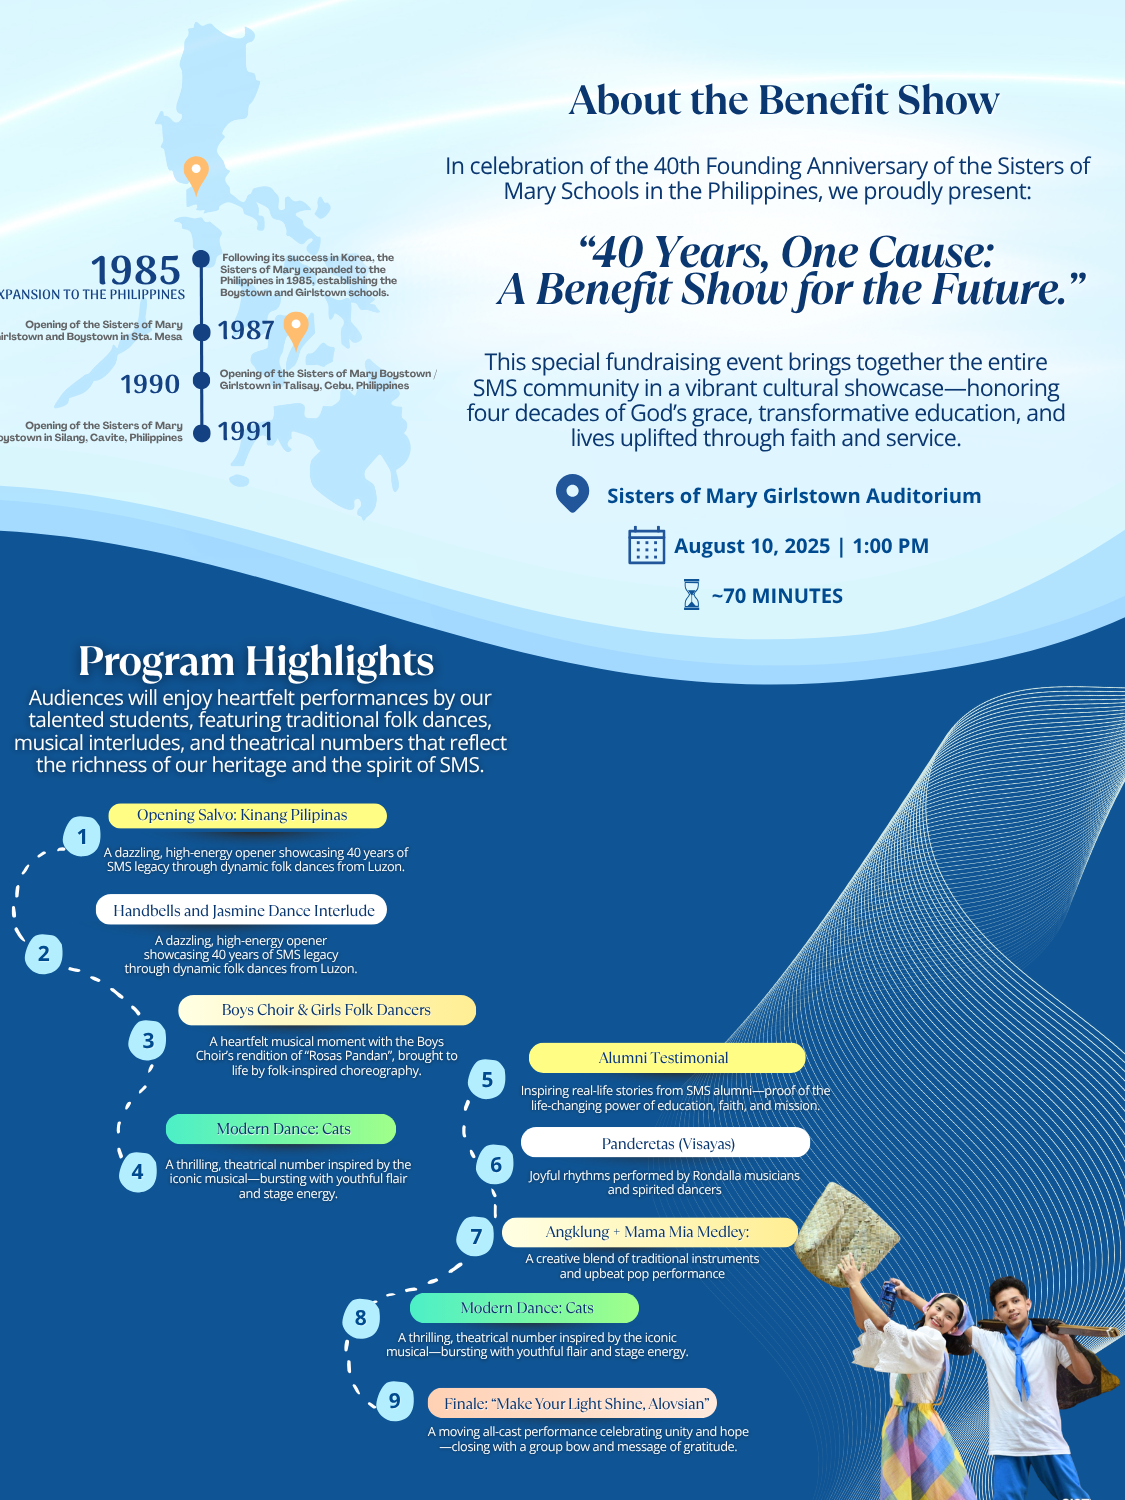 About the Benefit Show
In celebration of the 40th Founding Anniversary of the Sisters of
Mary Schools in the Philippines, we proudly present:
“40 Years, One Cause:
A Benefit Show for the Future.”
This special fundraising event brings together the entire
SMS community in a vibrant cultural showcase—honoring
four decades of God’s grace, transformative education, and
lives uplifted through faith and service.
Sisters of Mary Girlstown Auditorium
August 10, 2025 | 1:00 PM
~70 MINUTES
1985
XPANSION TO THE PHILIPPINES
Following its success in Korea, the
Sisters of Mary expanded to the
Philippines in 1985, establishing the
Boystown and Girlstown schools.
Opening of the Sisters of Mary
irlstown and Boystown in Sta. Mesa
1987
1990
Opening of the Sisters of Mary Boystown /
Girlstown in Talisay, Cebu, Philippines
Opening of the Sisters of Mary
oystown in Silang, Cavite, Philippines
1991
Program Highlights
Audiences will enjoy heartfelt performances by our
talented students, featuring traditional folk dances,
musical interludes, and theatrical numbers that reflect
the richness of our heritage and the spirit of SMS.
1
Opening Salvo: Kinang Pilipinas
A dazzling, high-energy opener showcasing 40 years of
SMS legacy through dynamic folk dances from Luzon.
2
Handbells and Jasmine Dance Interlude
A dazzling, high-energy opener
showcasing 40 years of SMS legacy
through dynamic folk dances from Luzon.
3
Boys Choir & Girls Folk Dancers
A heartfelt musical moment with the Boys
Choir’s rendition of “Rosas Pandan”, brought to
life by folk-inspired choreography.
4
Modern Dance: Cats
A thrilling, theatrical number inspired by the
iconic musical—bursting with youthful flair
and stage energy.
5
Alumni Testimonial
Inspiring real-life stories from SMS alumni—proof of the
life-changing power of education, faith, and mission.
6
Panderetas (Visayas)
Joyful rhythms performed by Rondalla musicians
and spirited dancers
7
Angklung + Mama Mia Medley:
A creative blend of traditional instruments
and upbeat pop performance
8
Modern Dance: Cats
A thrilling, theatrical number inspired by the iconic
musical—bursting with youthful flair and stage energy.
9
Finale: “Make Your Light Shine, Aloysian”
A moving all-cast performance celebrating unity and hope
—closing with a group bow and message of gratitude.